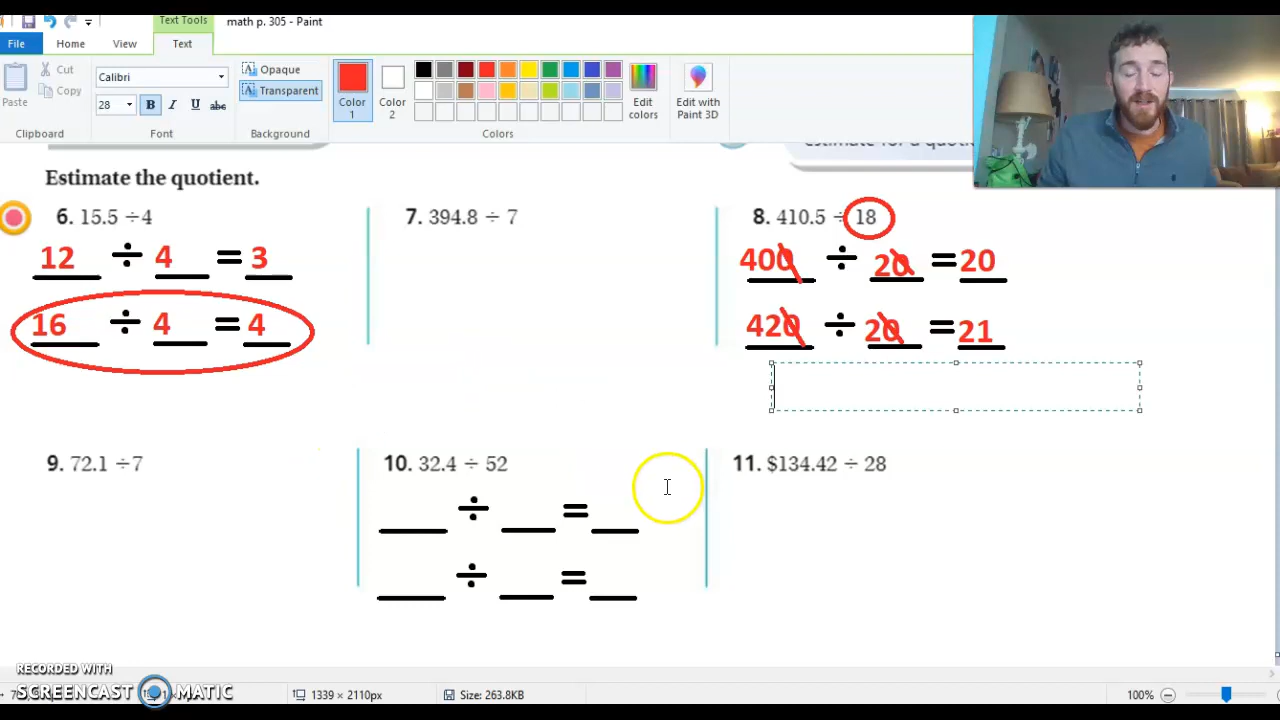 Text Tools
math p. 305 - Paint
File
Home
View
Text
Paste
Cut
Copy
Clipboard
Calibri
28
B
I
U
abc
Font
Opaque
Transparent
Background
Color 1
Color 2
Edit colors
Colors
Edit with Paint 3D
Estimate the quotient.
6. 15.5 ÷4
12 ÷ 4 = 3
16 ÷ 4 = 4
7. 394.8 ÷ 7
8. 410.5 ÷ 18
400 ÷ 20 = 20
420 ÷ 20 = 21
9. 72.1 ÷7
10. 32.4 ÷ 52
÷ =
÷ =
11. $134.42 ÷ 28
RECORDED WITH
SCREENCAST MATIC
1339 × 2110px
Size: 263.8KB
100%